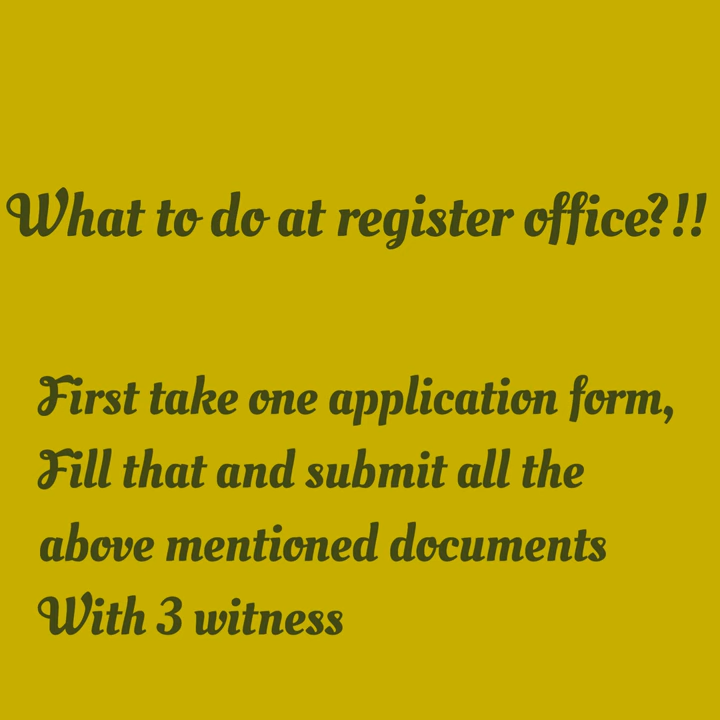 What to do at register office?!!
First take one application form,
Fill that and submit all the
above mentioned documents
With 3 witness